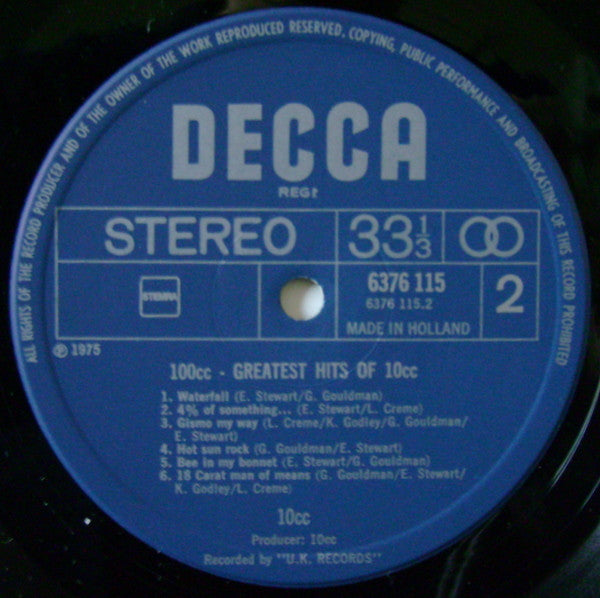 ALL RIGHTS OF THE RECORD PRODUCER AND OF THE OWNER OF THE WORK REPRODUCED RESERVED, COPYING, PUBLIC PERFORMANCE AND BROADCASTING OF THIS RECORD PROHIBITED
DECCA
REGt
STEREO
33 1/3
STEMRA
6376 115
6376 115.2
2
MADE IN HOLLAND
℗ 1975
100cc - GREATEST HITS OF 10cc
1. Waterfall (E. Stewart/G. Gouldman)
2. 4% of something... (E. Stewart/L. Creme)
3. Gismo my way (L. Creme/K. Godley/G. Gouldman/
E. Stewart)
4. Hot sun rock (G. Gouldman/E. Stewart)
5. Bee in my bonnet (E. Stewart/G. Gouldman)
6. 18 Carat man of means (G. Gouldman/E. Stewart/
K. Godley/L. Creme)
10cc
Producer: 10cc
Recorded by "U.K. RECORDS"